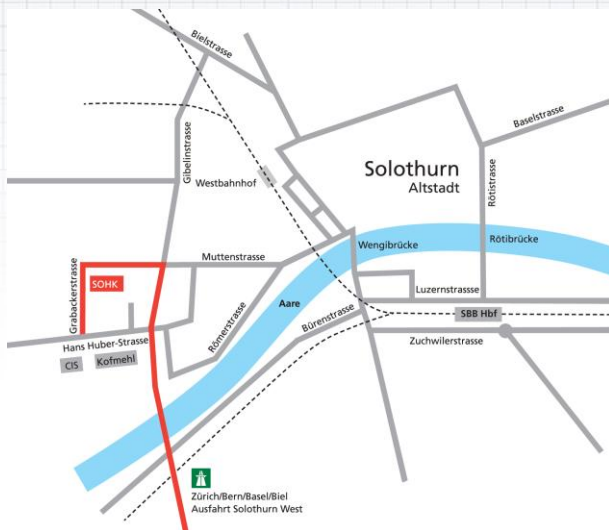 Bielstrasse
Baselstrasse
Gibelinstrasse
Solothurn
Altstadt
Rötistrasse
Westbahnhof
Wengibrücke
Rötibrücke
Muttenstrasse
Grabackerstrasse
SOHK
Luzernstrassse
Aare
Römerstrasse
Bürenstrasse
SBB Hbf
Hans Huber-Strasse
Zuchwilerstrasse
CIS
Kofmehl
Zürich/Bern/Basel/Biel
Ausfahrt Solothurn West